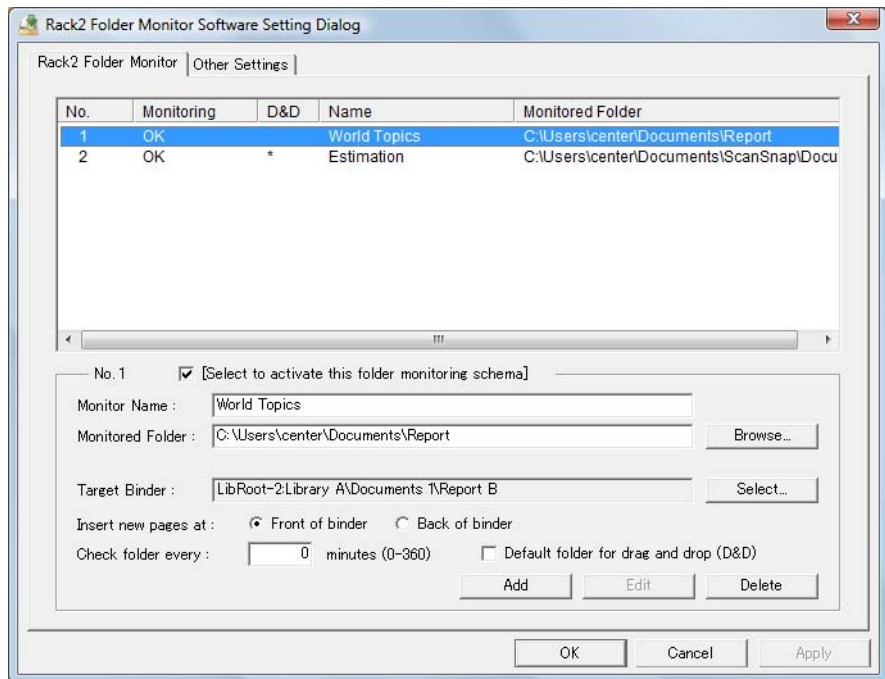 Rack2 Folder Monitor Software Setting Dialog
Rack2 Folder Monitor Other Settings
No. Monitoring D&D Name Monitored Folder
1 OK World Topics C:\Users\center\Documents\Report
2 OK * Estimation C:\Users\center\Documents\ScanSnap\Docu
No. 1 [Select to activate this folder monitoring schema]
Monitor Name : World Topics
Monitored Folder : C:\Users\center\Documents\Report Browse...
Target Binder : LibRoot-2:Library A\Documents 1\Report B Select...
Insert new pages at : Front of binder Back of binder
Check folder every : 0 minutes (0-360) Default folder for drag and drop (D&D)
Add Edit Delete
OK Cancel Apply